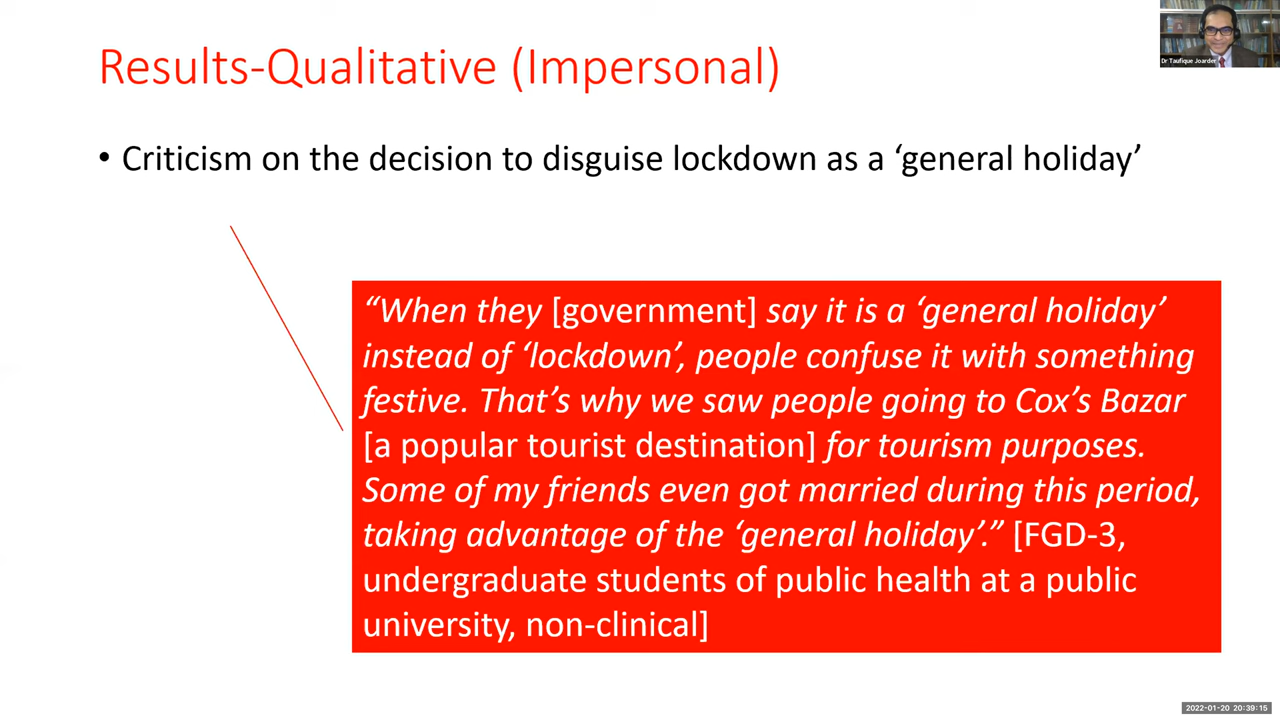 Results-Qualitative (Impersonal)
Dr Taufique Joarder
• Criticism on the decision to disguise lockdown as a ‘general holiday’
“When they [government] say it is a ‘general holiday’
instead of ‘lockdown’, people confuse it with something
festive. That’s why we saw people going to Cox’s Bazar
[a popular tourist destination] for tourism purposes.
Some of my friends even got married during this period,
taking advantage of the ‘general holiday’.” [FGD-3,
undergraduate students of public health at a public
university, non-clinical]
2022-01-20 20:39:15